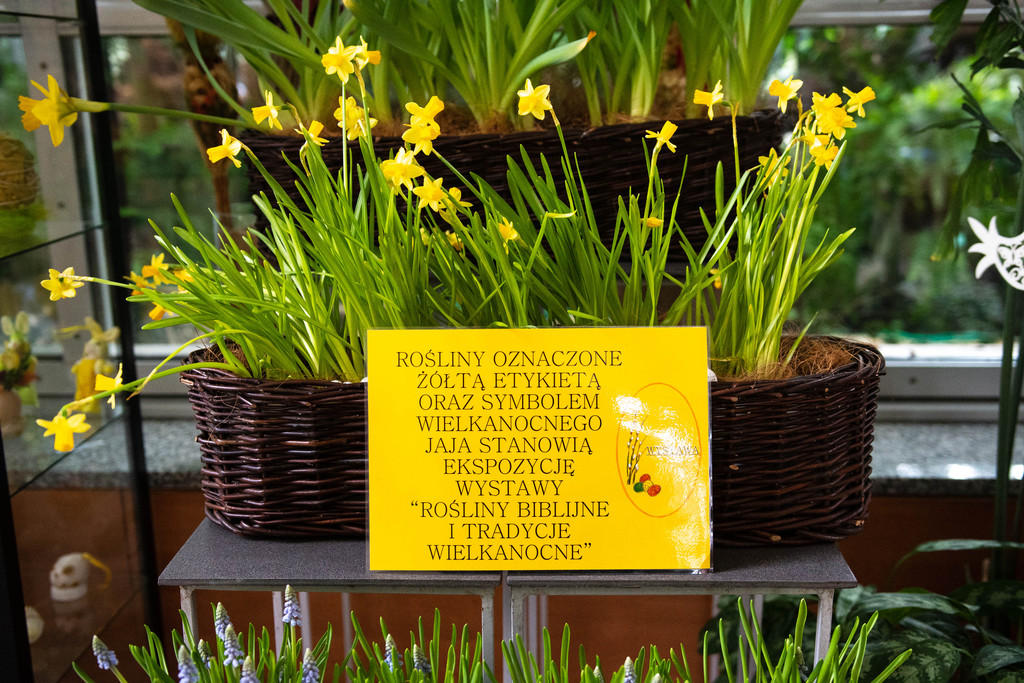 ROŚLINY OZNACZONE
ŻÓŁTĄ ETYKIETĄ
ORAZ SYMBOLEM
WIELKANOCNEGO
JAJA STANOWIĄ
EKSPOZYCJĘ
WYSTAWY
“ROŚLINY BIBLIJNE
I TRADYCJE
WIELKANOCNE”
WYSTAWA